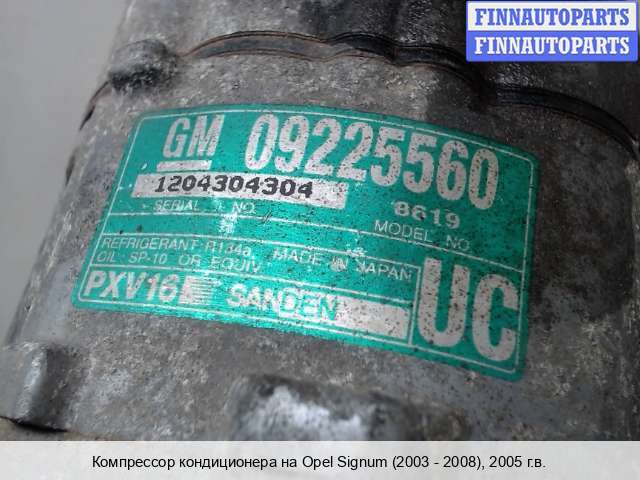 FINNAUTOPARTS
FINNAUTOPARTS
GM 09225560
1204304304 8619
SERIAL NO. MODEL NO.
REFRIGERANT R134a MADE IN JAPAN
OIL SP-10 OR EQUIV.
PXV16 SANDEN UC
Компрессор кондиционера на Opel Signum (2003 - 2008), 2005 г.в.